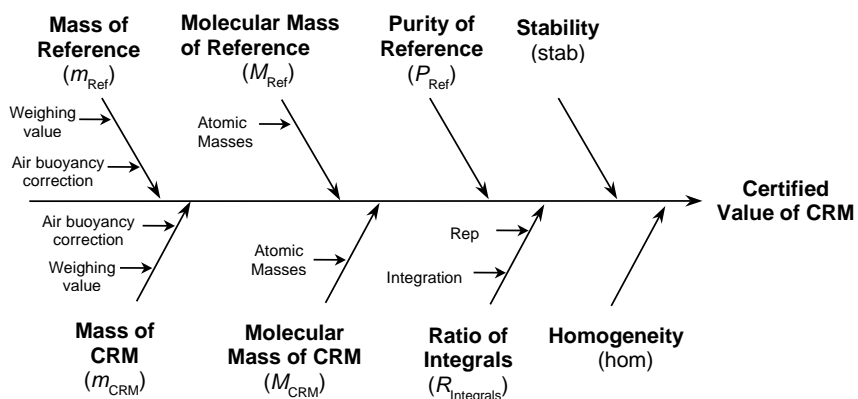 Mass of
Reference
(mRef)
Molecular Mass
of Reference
(MRef)
Purity of
Reference
(PRef)
Stability
(stab)
Weighing
value
Air buoyancy
correction
Atomic
Masses
Certified
Value of CRM
Air buoyancy
correction
Weighing
value
Atomic
Masses
Rep
Integration
Mass of
CRM
(mCRM)
Molecular
Mass of CRM
(MCRM)
Ratio of
Integrals
(RIntegrals)
Homogeneity
(hom)